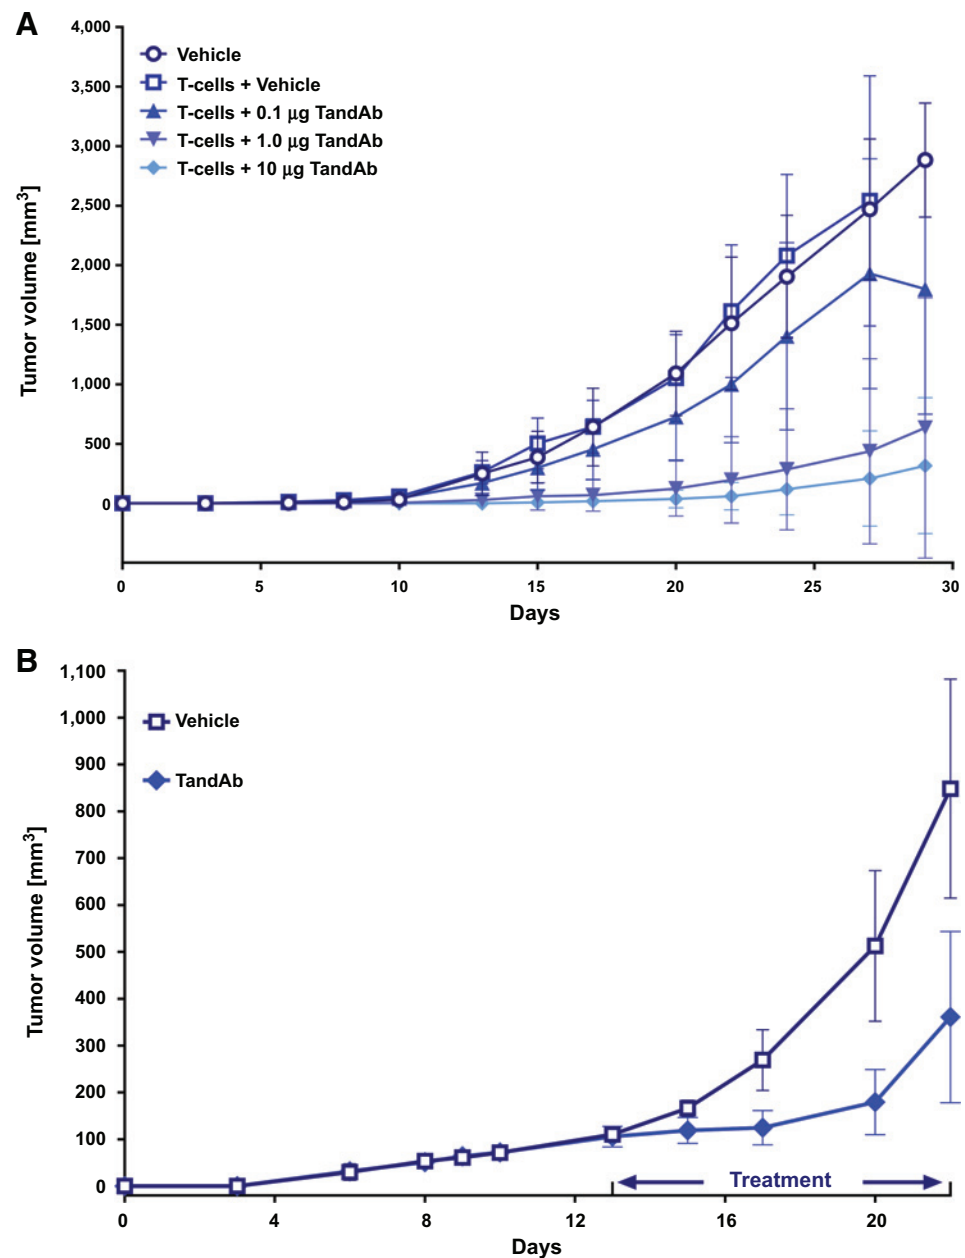 A
4,000
3,500
3,000
2,500
2,000
1,500
1,000
500
0
Tumor volume [mm³]
Vehicle
T-cells + Vehicle
T-cells + 0.1 μg TandAb
T-cells + 1.0 μg TandAb
T-cells + 10 μg TandAb
0 5 10 15 20 25 30
Days
B
1,100
1,000
900
800
700
600
500
400
300
200
100
0
Tumor volume [mm³]
Vehicle
TandAb
Treatment
0 4 8 12 16 20
Days